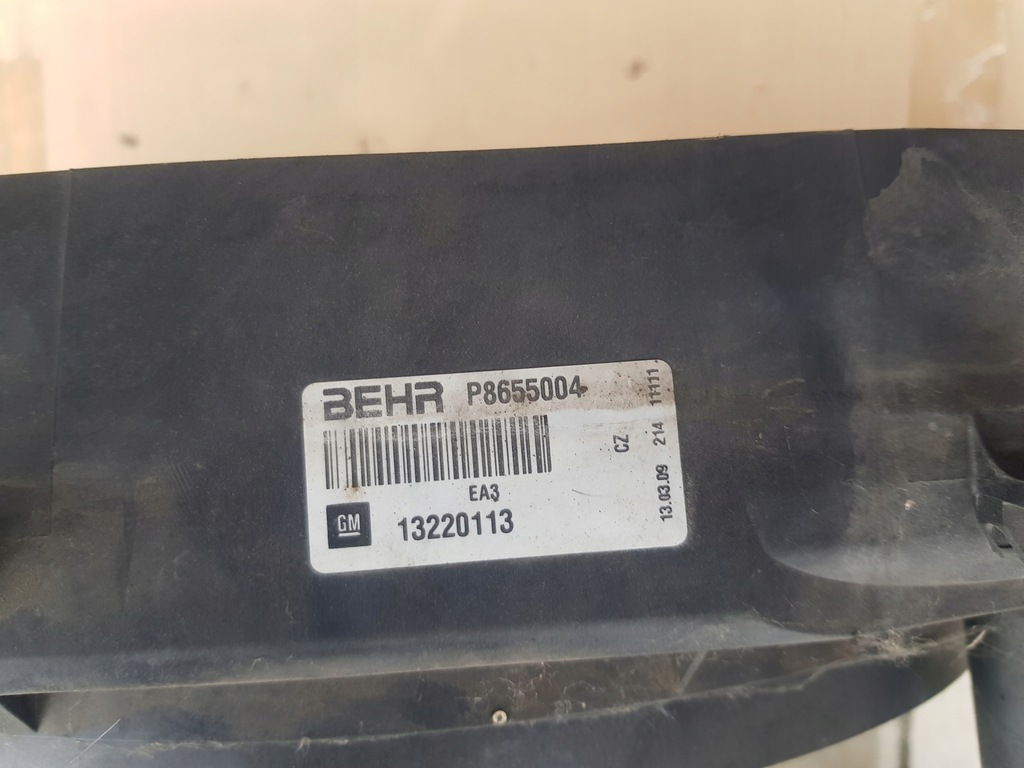 BEHR P8655004
EA3
GM 13220113
CZ
13.03.09 214 11111